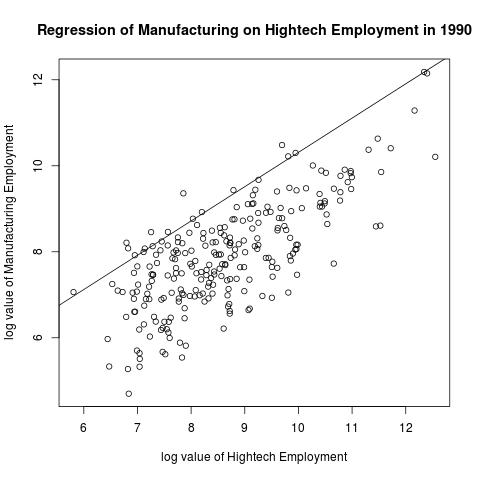 Regression of Manufacturing on Hightech Employment in 1990
log value of Manufacturing Employment
12
10
8
6
6 7 8 9 10 11 12
log value of Hightech Employment